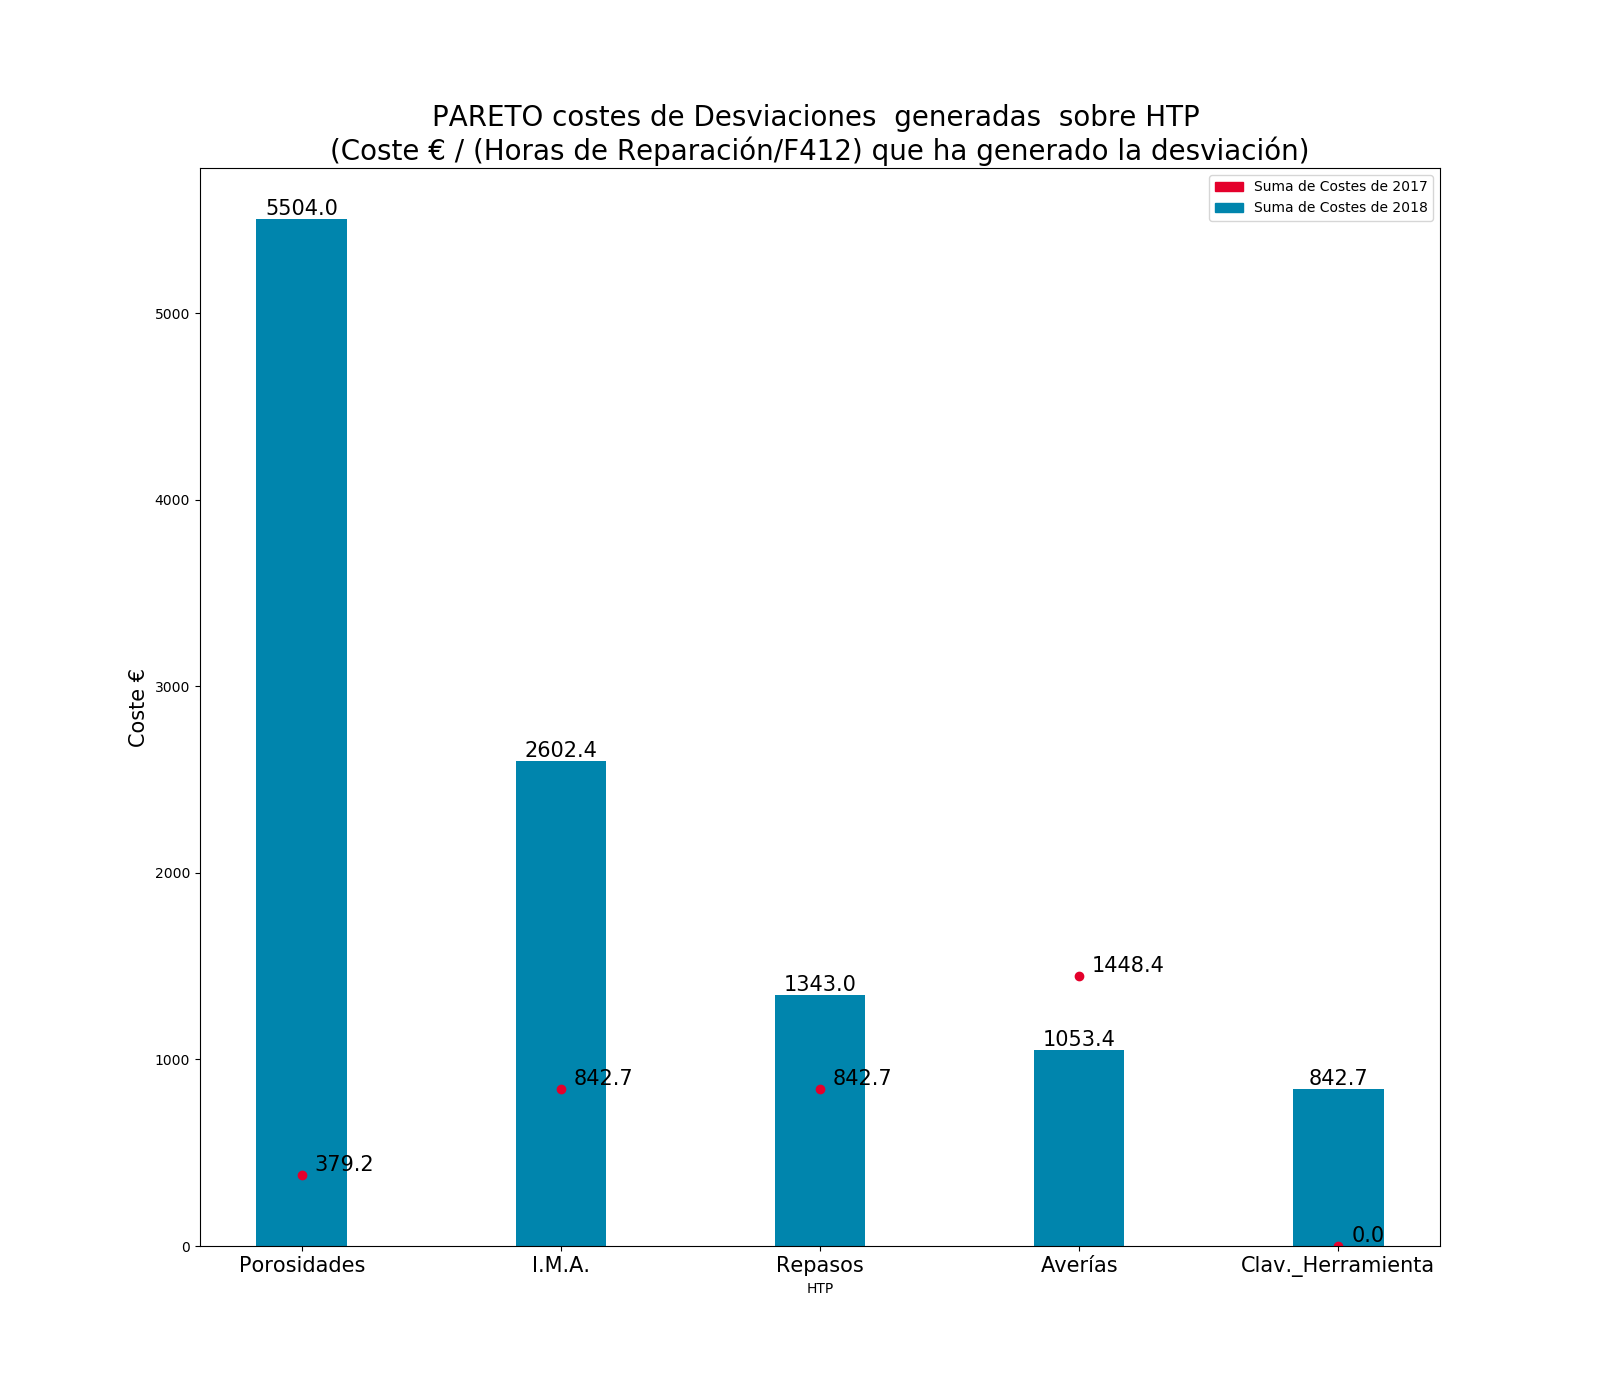 PARETO costes de Desviaciones  generadas  sobre HTP
(Coste € / (Horas de Reparación/F412) que ha generado la desviación)
Suma de Costes de 2017
Suma de Costes de 2018
5504.0
5000
4000
Coste €
3000
2602.4
2000
1448.4
1343.0
1053.4
1000
842.7
842.7
842.7
379.2
0.0
0
Porosidades
I.M.A.
Repasos
Averías
Clav._Herramienta
HTP